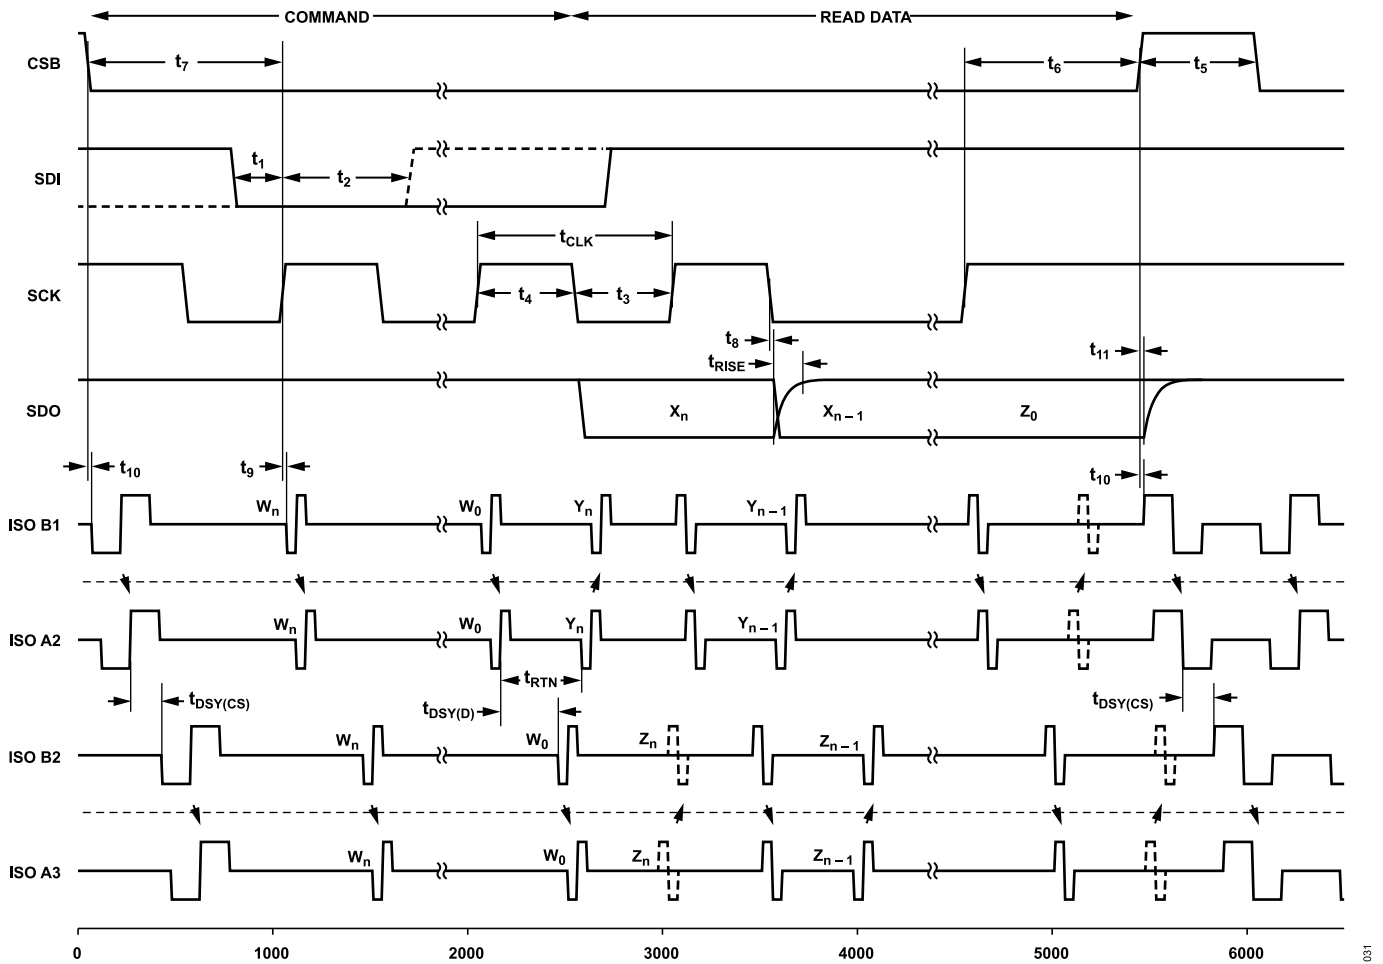 COMMAND READ DATA
CSB t7 t6 t5
SDI t1 t2
tCLK
SCK t4 t3
t8
tRISE t11
SDO Xn Xn–1 Z0
t10 t9 t10
ISO B1 Wn W0 Yn Yn–1
ISO A2 Wn W0 Yn Yn–1
tRTN
tDSY(CS) tDSY(D) tDSY(CS)
ISO B2 Wn W0 Zn Zn–1
ISO A3 Wn W0 Zn Zn–1
0 1000 2000 3000 4000 5000 6000
031